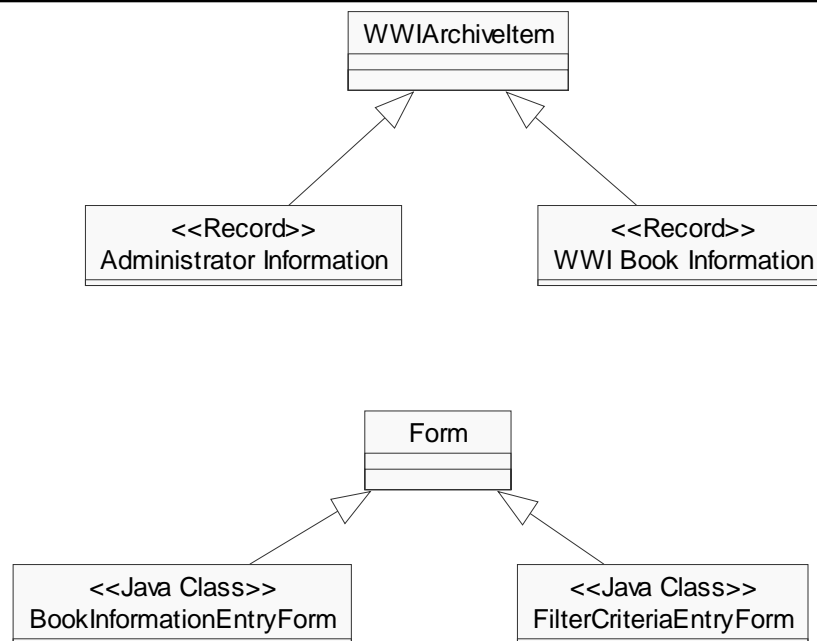 WWIArchiveItem
<<Record>>
Administrator Information
<<Record>>
WWI Book Information
Form
<<Java Class>>
BookInformationEntryForm
<<Java Class>>
FilterCriteriaEntryForm